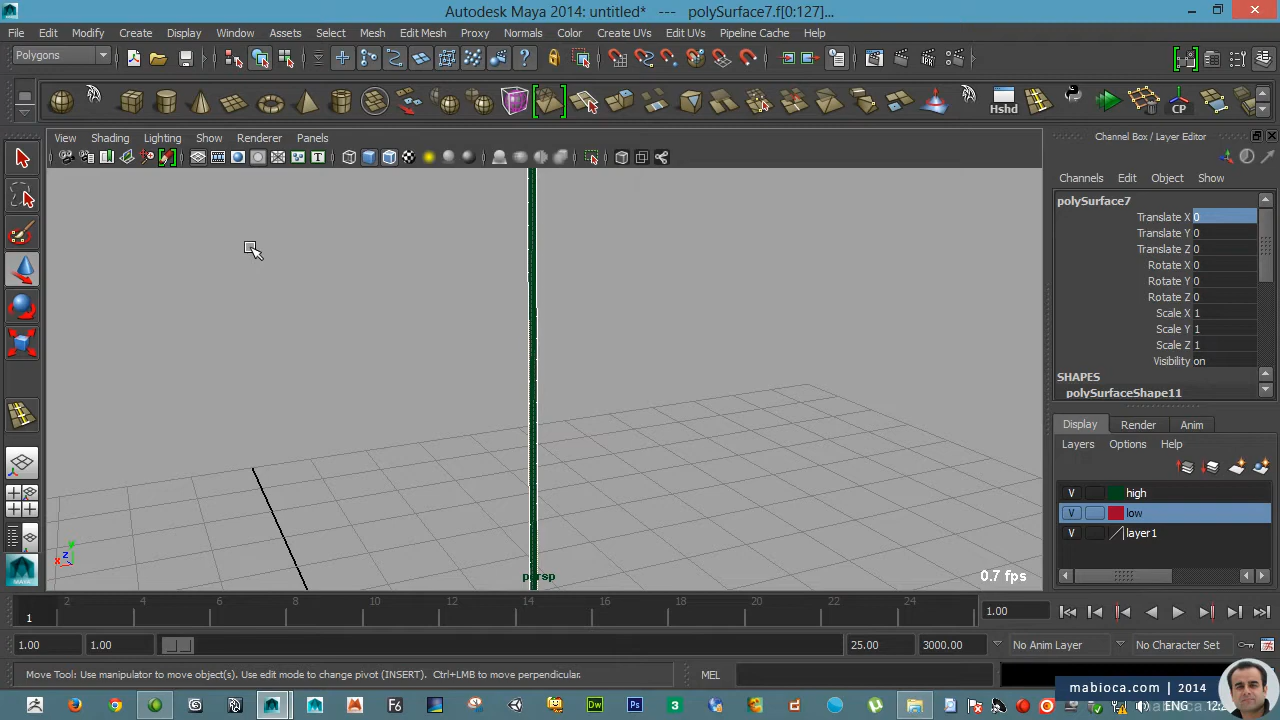 Autodesk Maya 2014: untitled* --- polySurface7.f[0:127]...
File Edit Modify Create Display Window Assets Select Mesh Edit Mesh Proxy Normals Color Create UVs Edit UVs Pipeline Cache Help
Polygons
Hshd CP
View Shading Lighting Show Renderer Panels
Channel Box / Layer Editor
Channels Edit Object Show
polySurface7
Translate X 0
Translate Y 0
Translate Z 0
Rotate X 0
Rotate Y 0
Rotate Z 0
Scale X 1
Scale Y 1
Scale Z 1
Visibility on
SHAPES
polySurfaceShape11
Display Render Anim
Layers Options Help
V high
V low
V layer1
y
z
x
persp
0.7 fps
2 4 6 8 10 12 14 16 18 20 22 24
1
1.00
1.00 1.00 25.00 3000.00 No Anim Layer No Character Set
Move Tool: Use manipulator to move object(s). Use edit mode to change pivot (INSERT). Ctrl+LMB to move perpendicular.
MEL
MAYA
F6 Dw Ps 3 ENG
mabioca.com | 2014